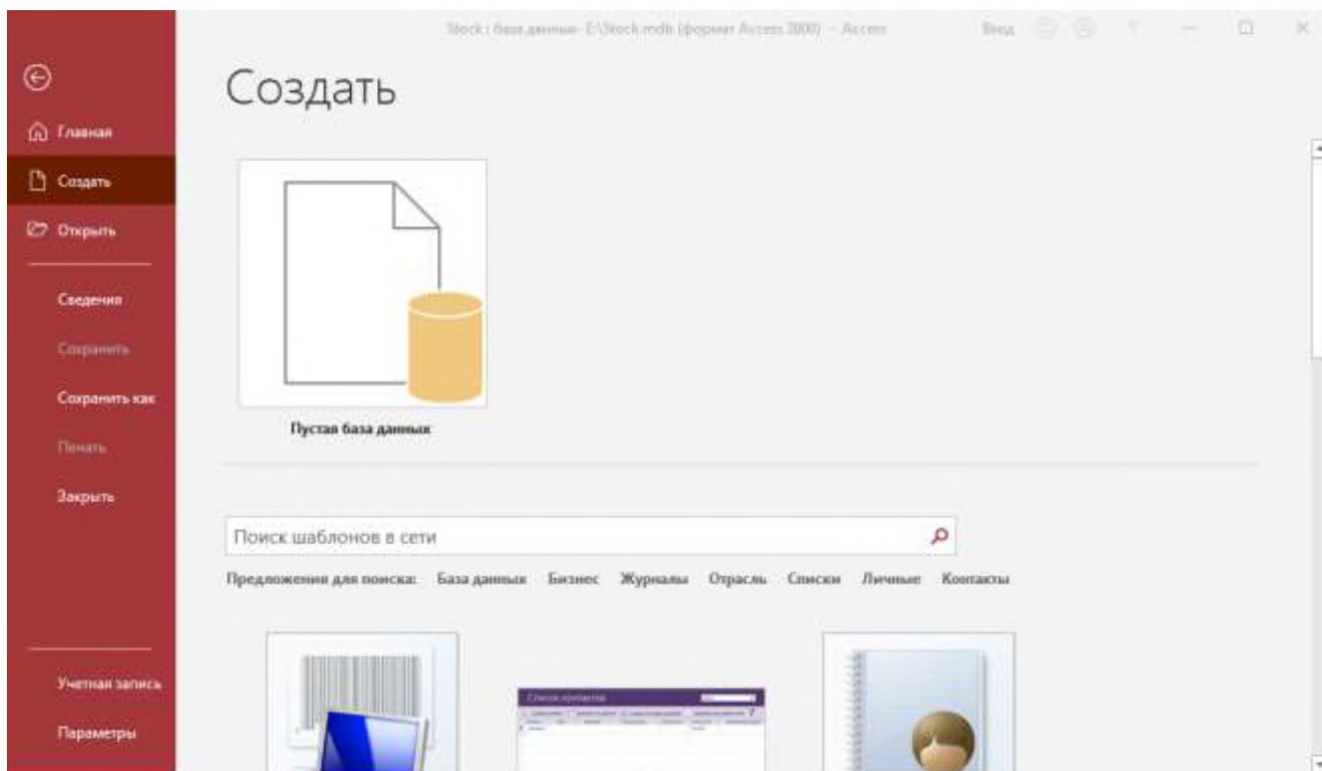 Stock : база данных- E:\Stock.mdb (формат Access 2000) - Access
Вход
?
Создать
Главная
Создать
Открыть
Сведения
Сохранить
Сохранить как
Печать
Закрыть
Учетная запись
Параметры
Пустая база данных
Поиск шаблонов в сети
Предложения для поиска: База данных Бизнес Журналы Отрасль Списки Личные Контакты
Список контактов